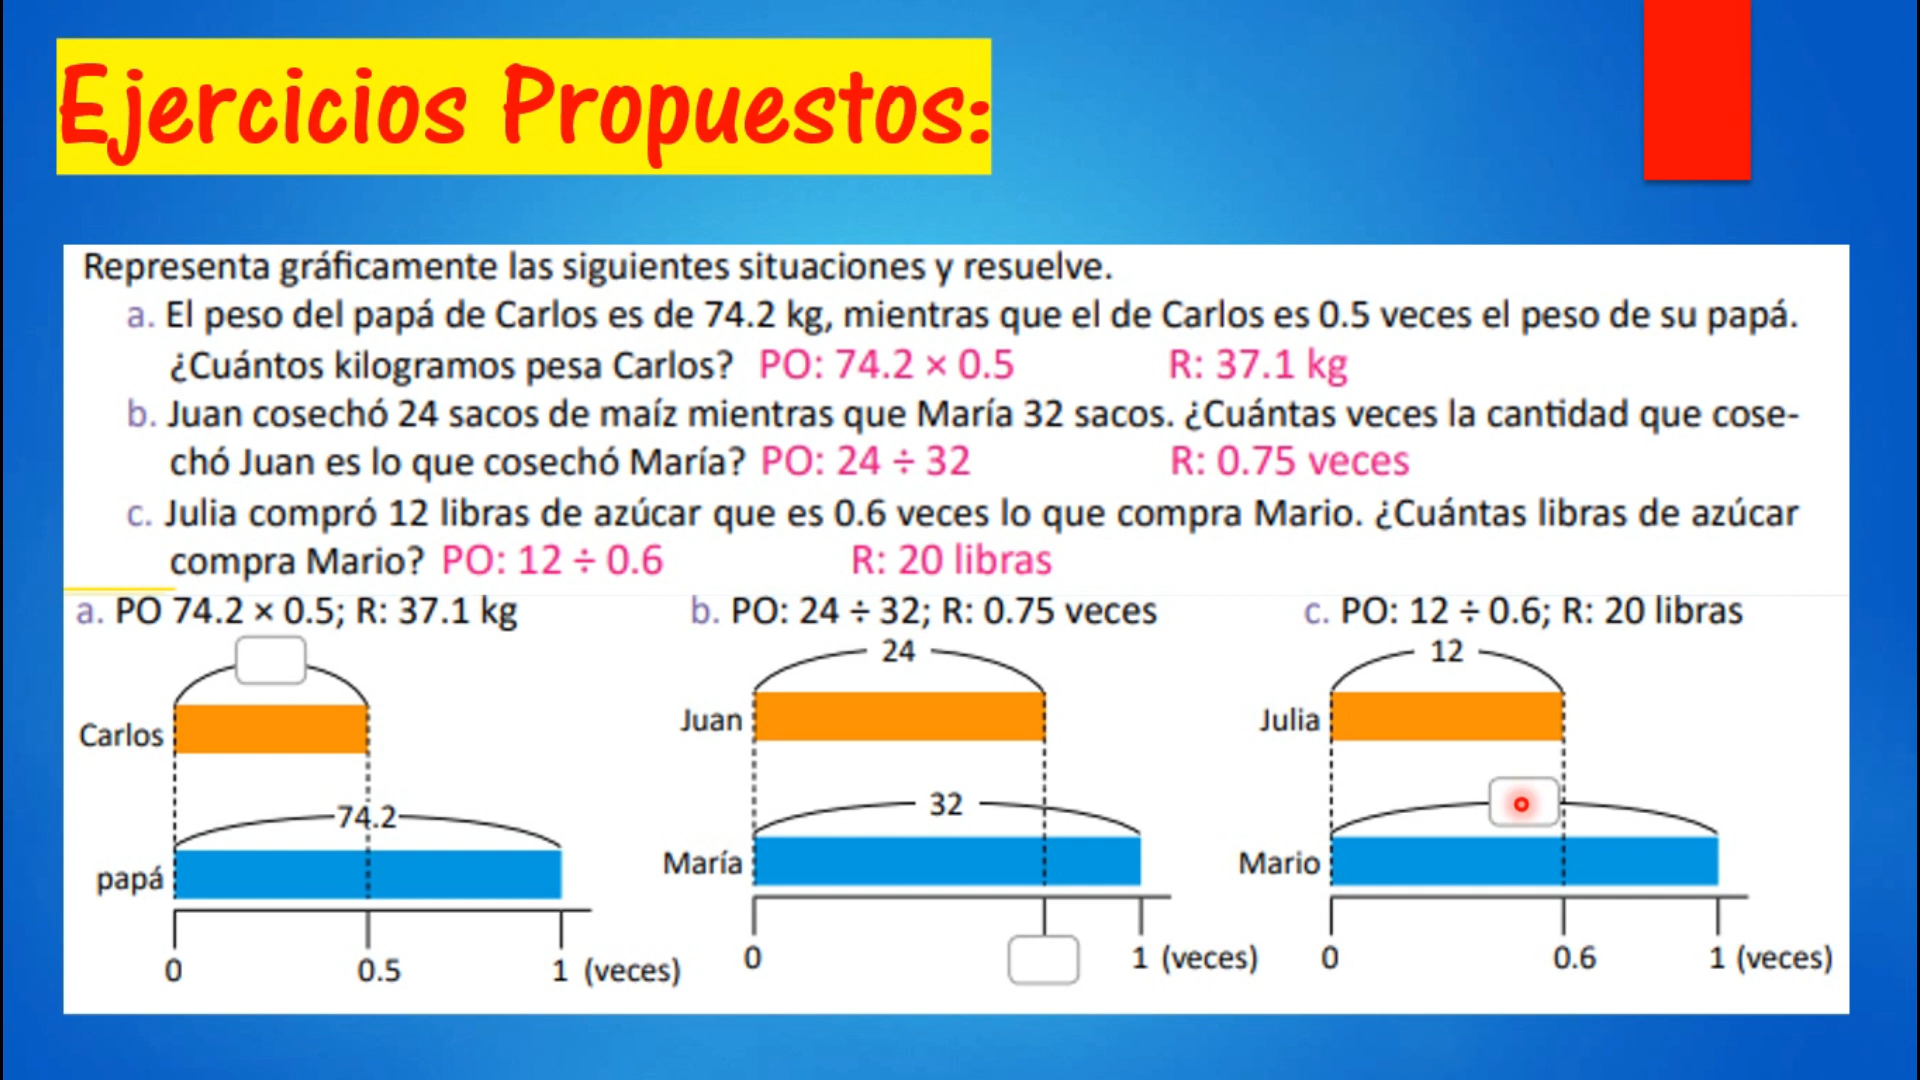 Ejercicios Propuestos:
Representa gráficamente las siguientes situaciones y resuelve.
a. El peso del papá de Carlos es de 74.2 kg, mientras que el de Carlos es 0.5 veces el peso de su papá.
¿Cuántos kilogramos pesa Carlos? PO: 74.2 × 0.5 R: 37.1 kg
b. Juan cosechó 24 sacos de maíz mientras que María 32 sacos. ¿Cuántas veces la cantidad que cose-
chó Juan es lo que cosechó María? PO: 24 ÷ 32 R: 0.75 veces
c. Julia compró 12 libras de azúcar que es 0.6 veces lo que compra Mario. ¿Cuántas libras de azúcar
compra Mario? PO: 12 ÷ 0.6 R: 20 libras
a. PO 74.2 × 0.5; R: 37.1 kg
Carlos
74.2
papá
0 0.5 1 (veces)
b. PO: 24 ÷ 32; R: 0.75 veces
24
Juan
32
María
0 1 (veces)
c. PO: 12 ÷ 0.6; R: 20 libras
12
Julia
Mario
0 0.6 1 (veces)